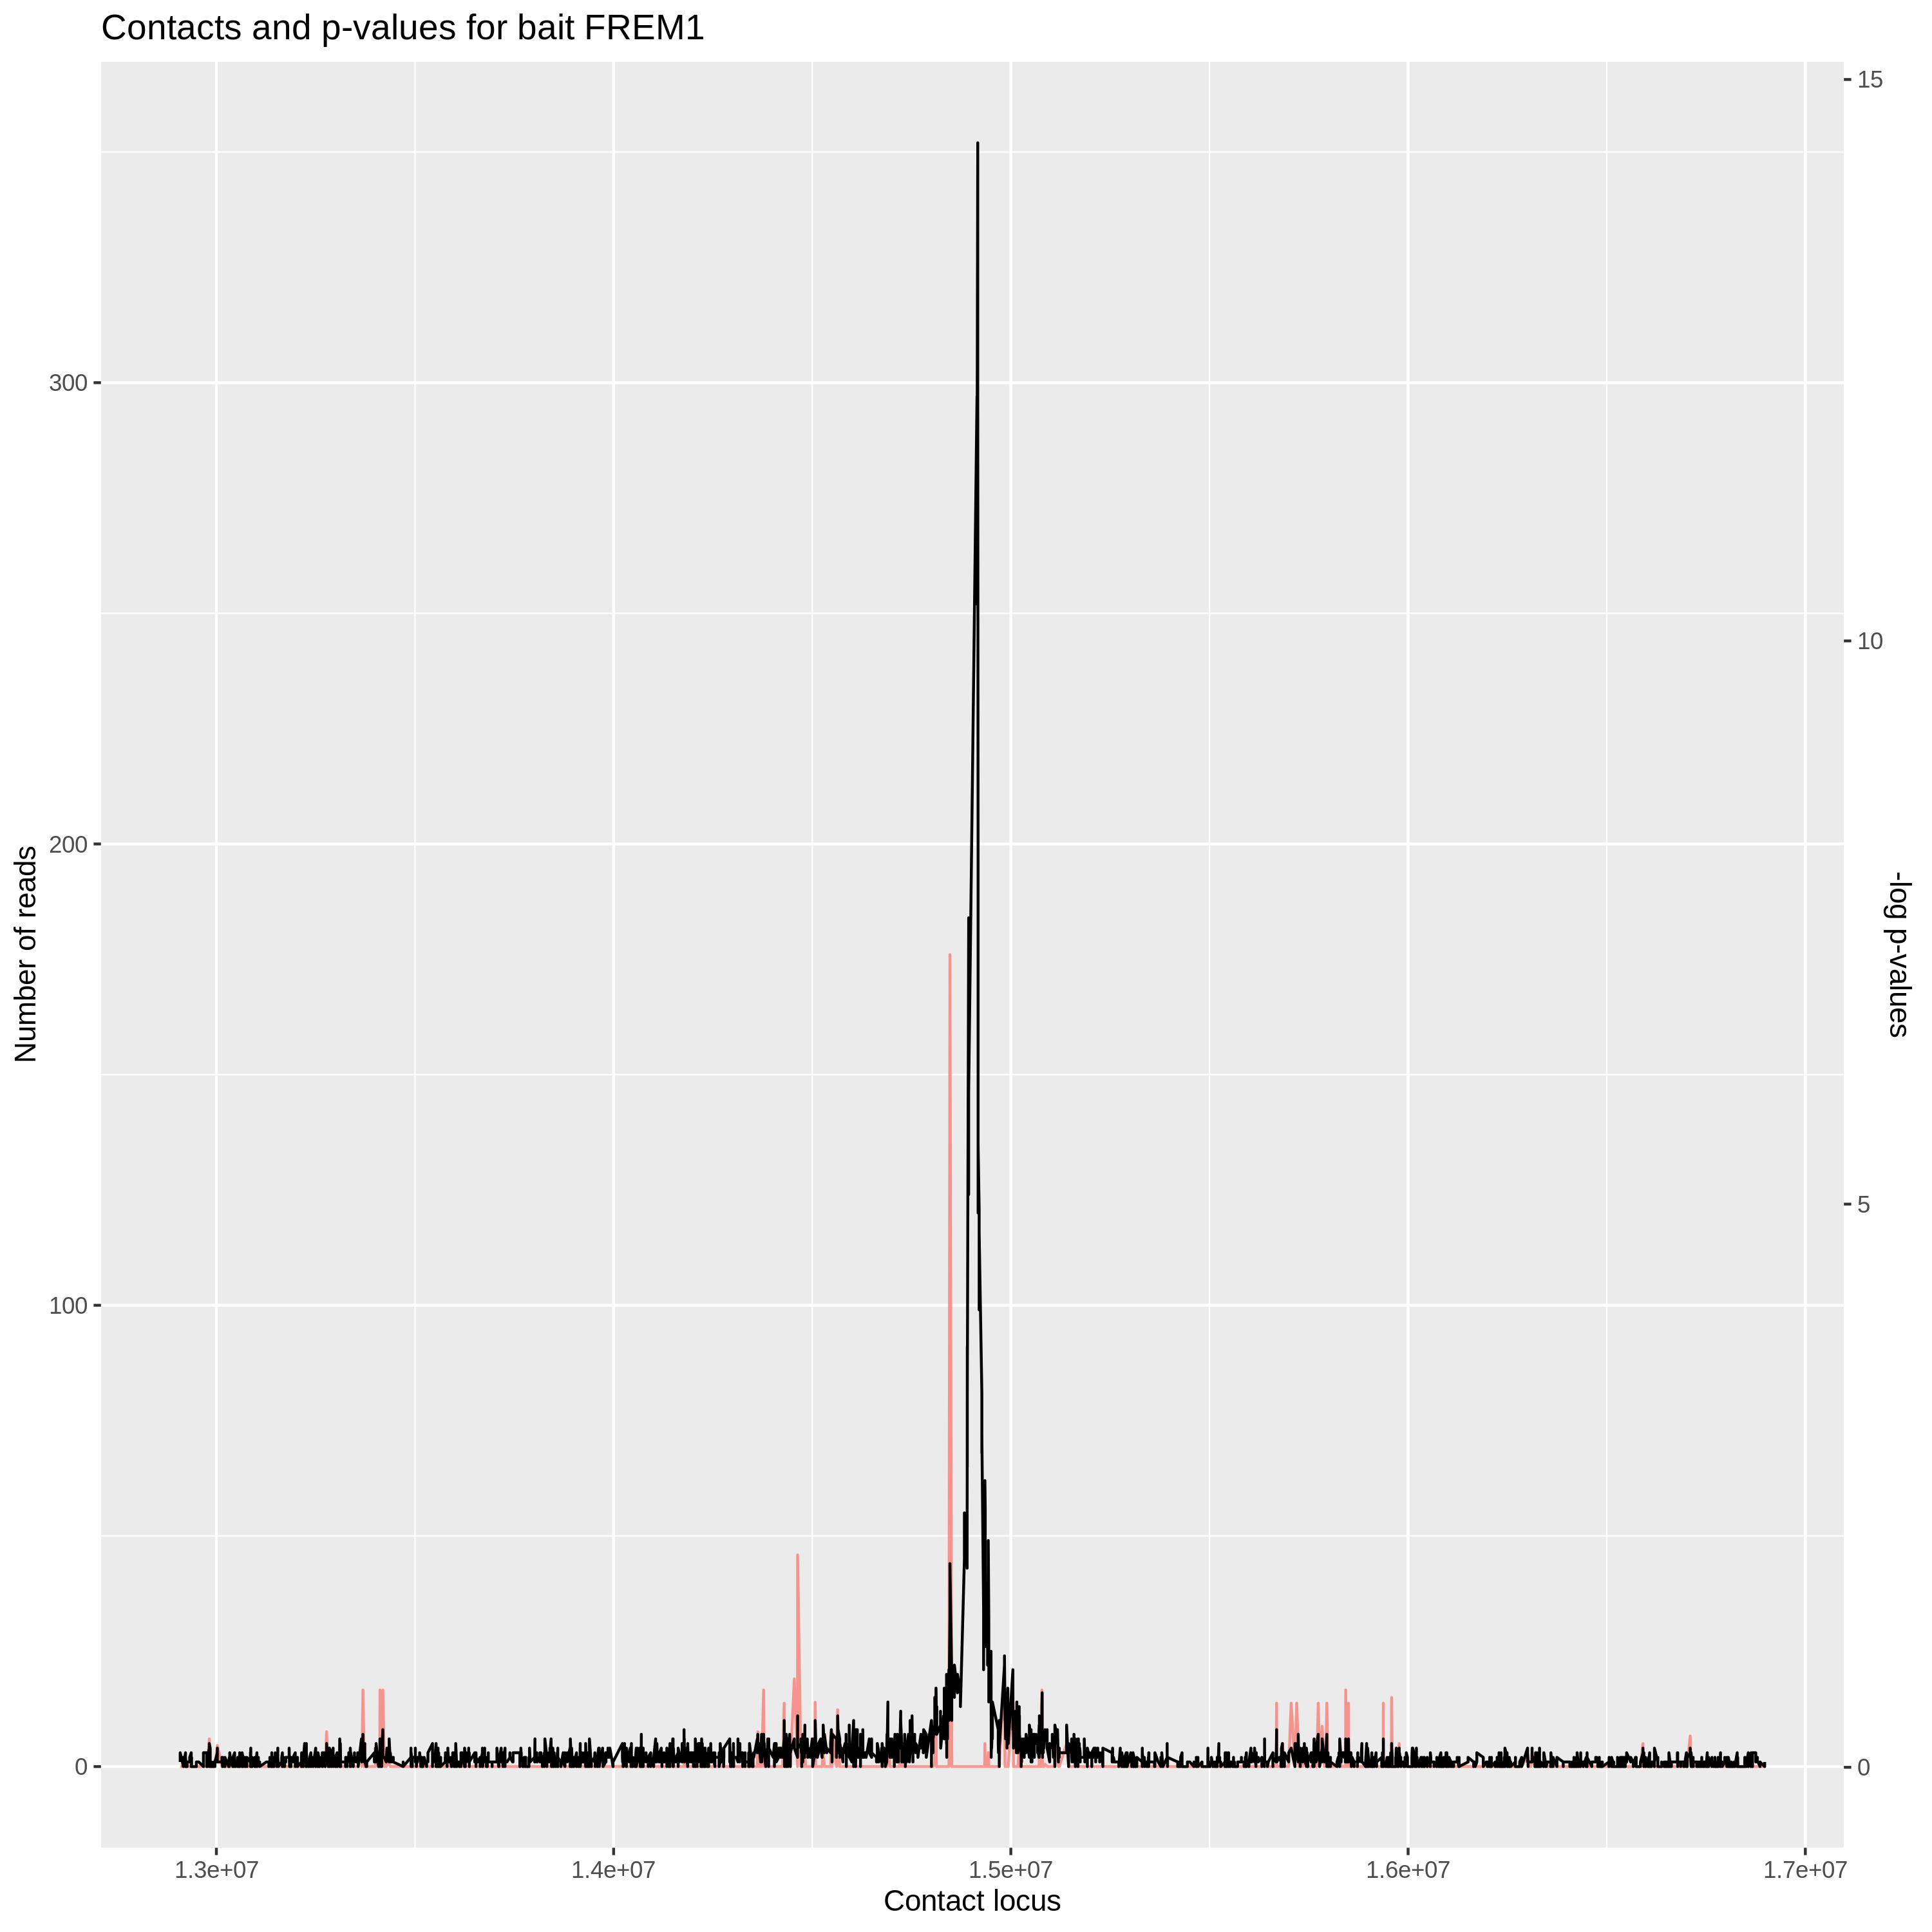 Contacts and p-values for bait FREM1
Number of reads
300
200
100
0
15
10
5
0
-log p-values
1.3e+07
1.4e+07
1.5e+07
1.6e+07
1.7e+07
Contact locus